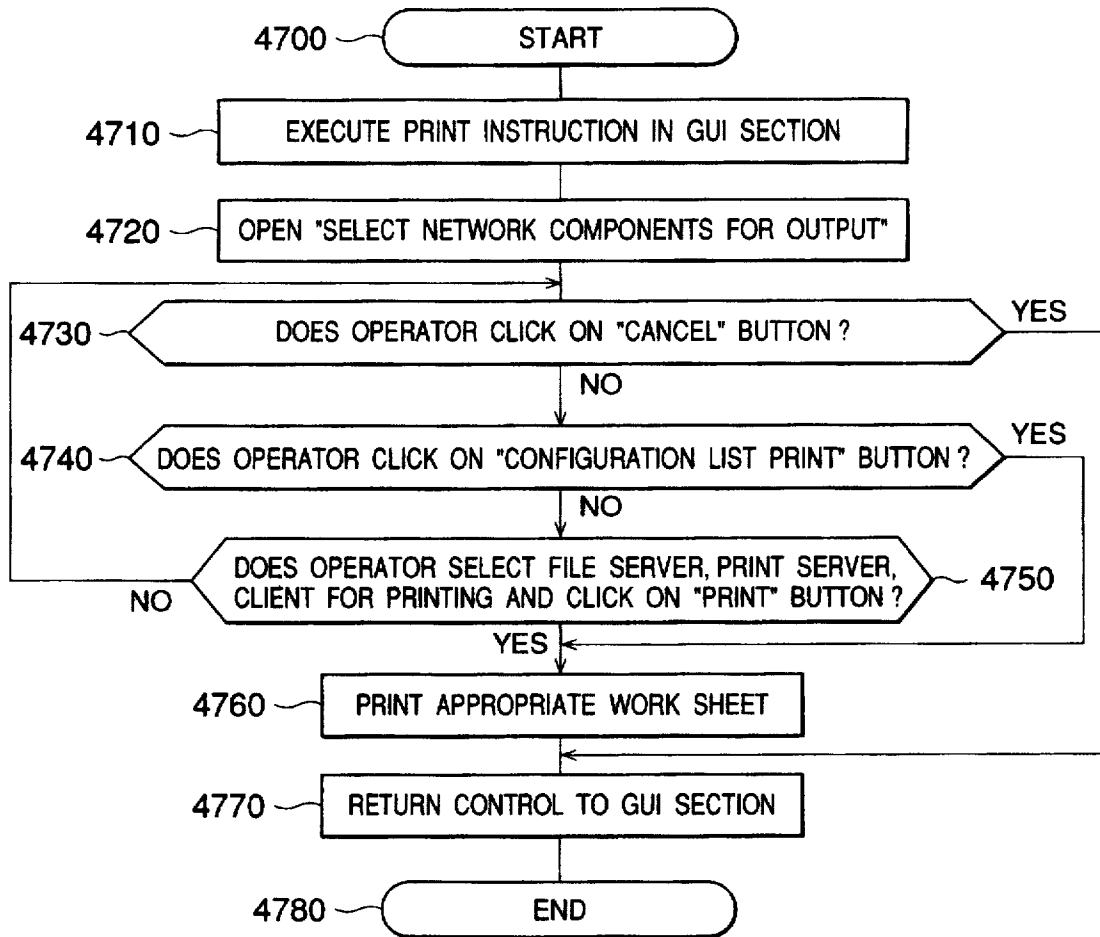 4700 START
4710 EXECUTE PRINT INSTRUCTION IN GUI SECTION
4720 OPEN "SELECT NETWORK COMPONENTS FOR OUTPUT"
4730 DOES OPERATOR CLICK ON "CANCEL" BUTTON ? YES
NO
4740 DOES OPERATOR CLICK ON "CONFIGURATION LIST PRINT" BUTTON ? YES
NO
DOES OPERATOR SELECT FILE SERVER, PRINT SERVER,
CLIENT FOR PRINTING AND CLICK ON "PRINT" BUTTON ?
4750
NO
YES
4760 PRINT APPROPRIATE WORK SHEET
4770 RETURN CONTROL TO GUI SECTION
4780 END